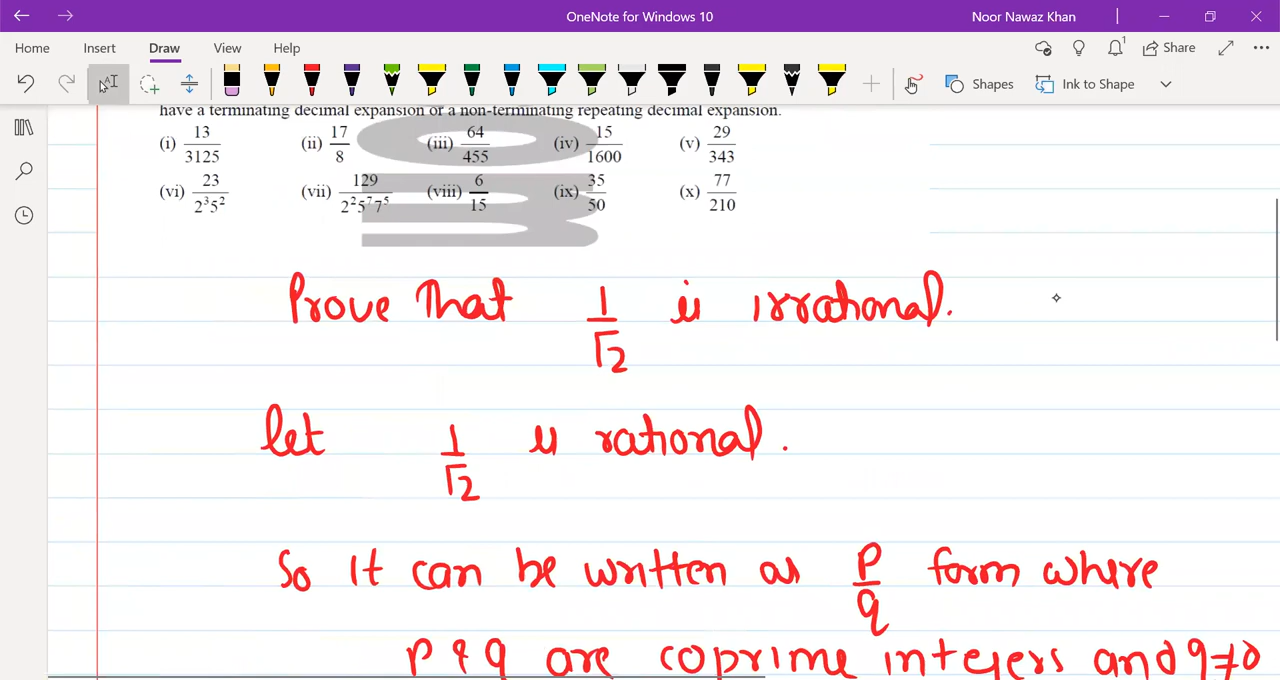 OneNote for Windows 10
Noor Nawaz Khan
Home Insert Draw View Help
1 Share
Shapes Ink to Shape
have a terminating decimal expansion or a non-terminating repeating decimal expansion.
(i) 13/3125 (ii) 17/8 (iii) 64/455 (iv) 15/1600 (v) 29/343
(vi) 23/2³5² (vii) 129/2²5⁷7⁵ (viii) 6/15 (ix) 35/50 (x) 77/210
Prove That 1/√2 is irrational.
let 1/√2 is rational.
So it can be written as P/q form where
P & q are coprime integers and q≠0